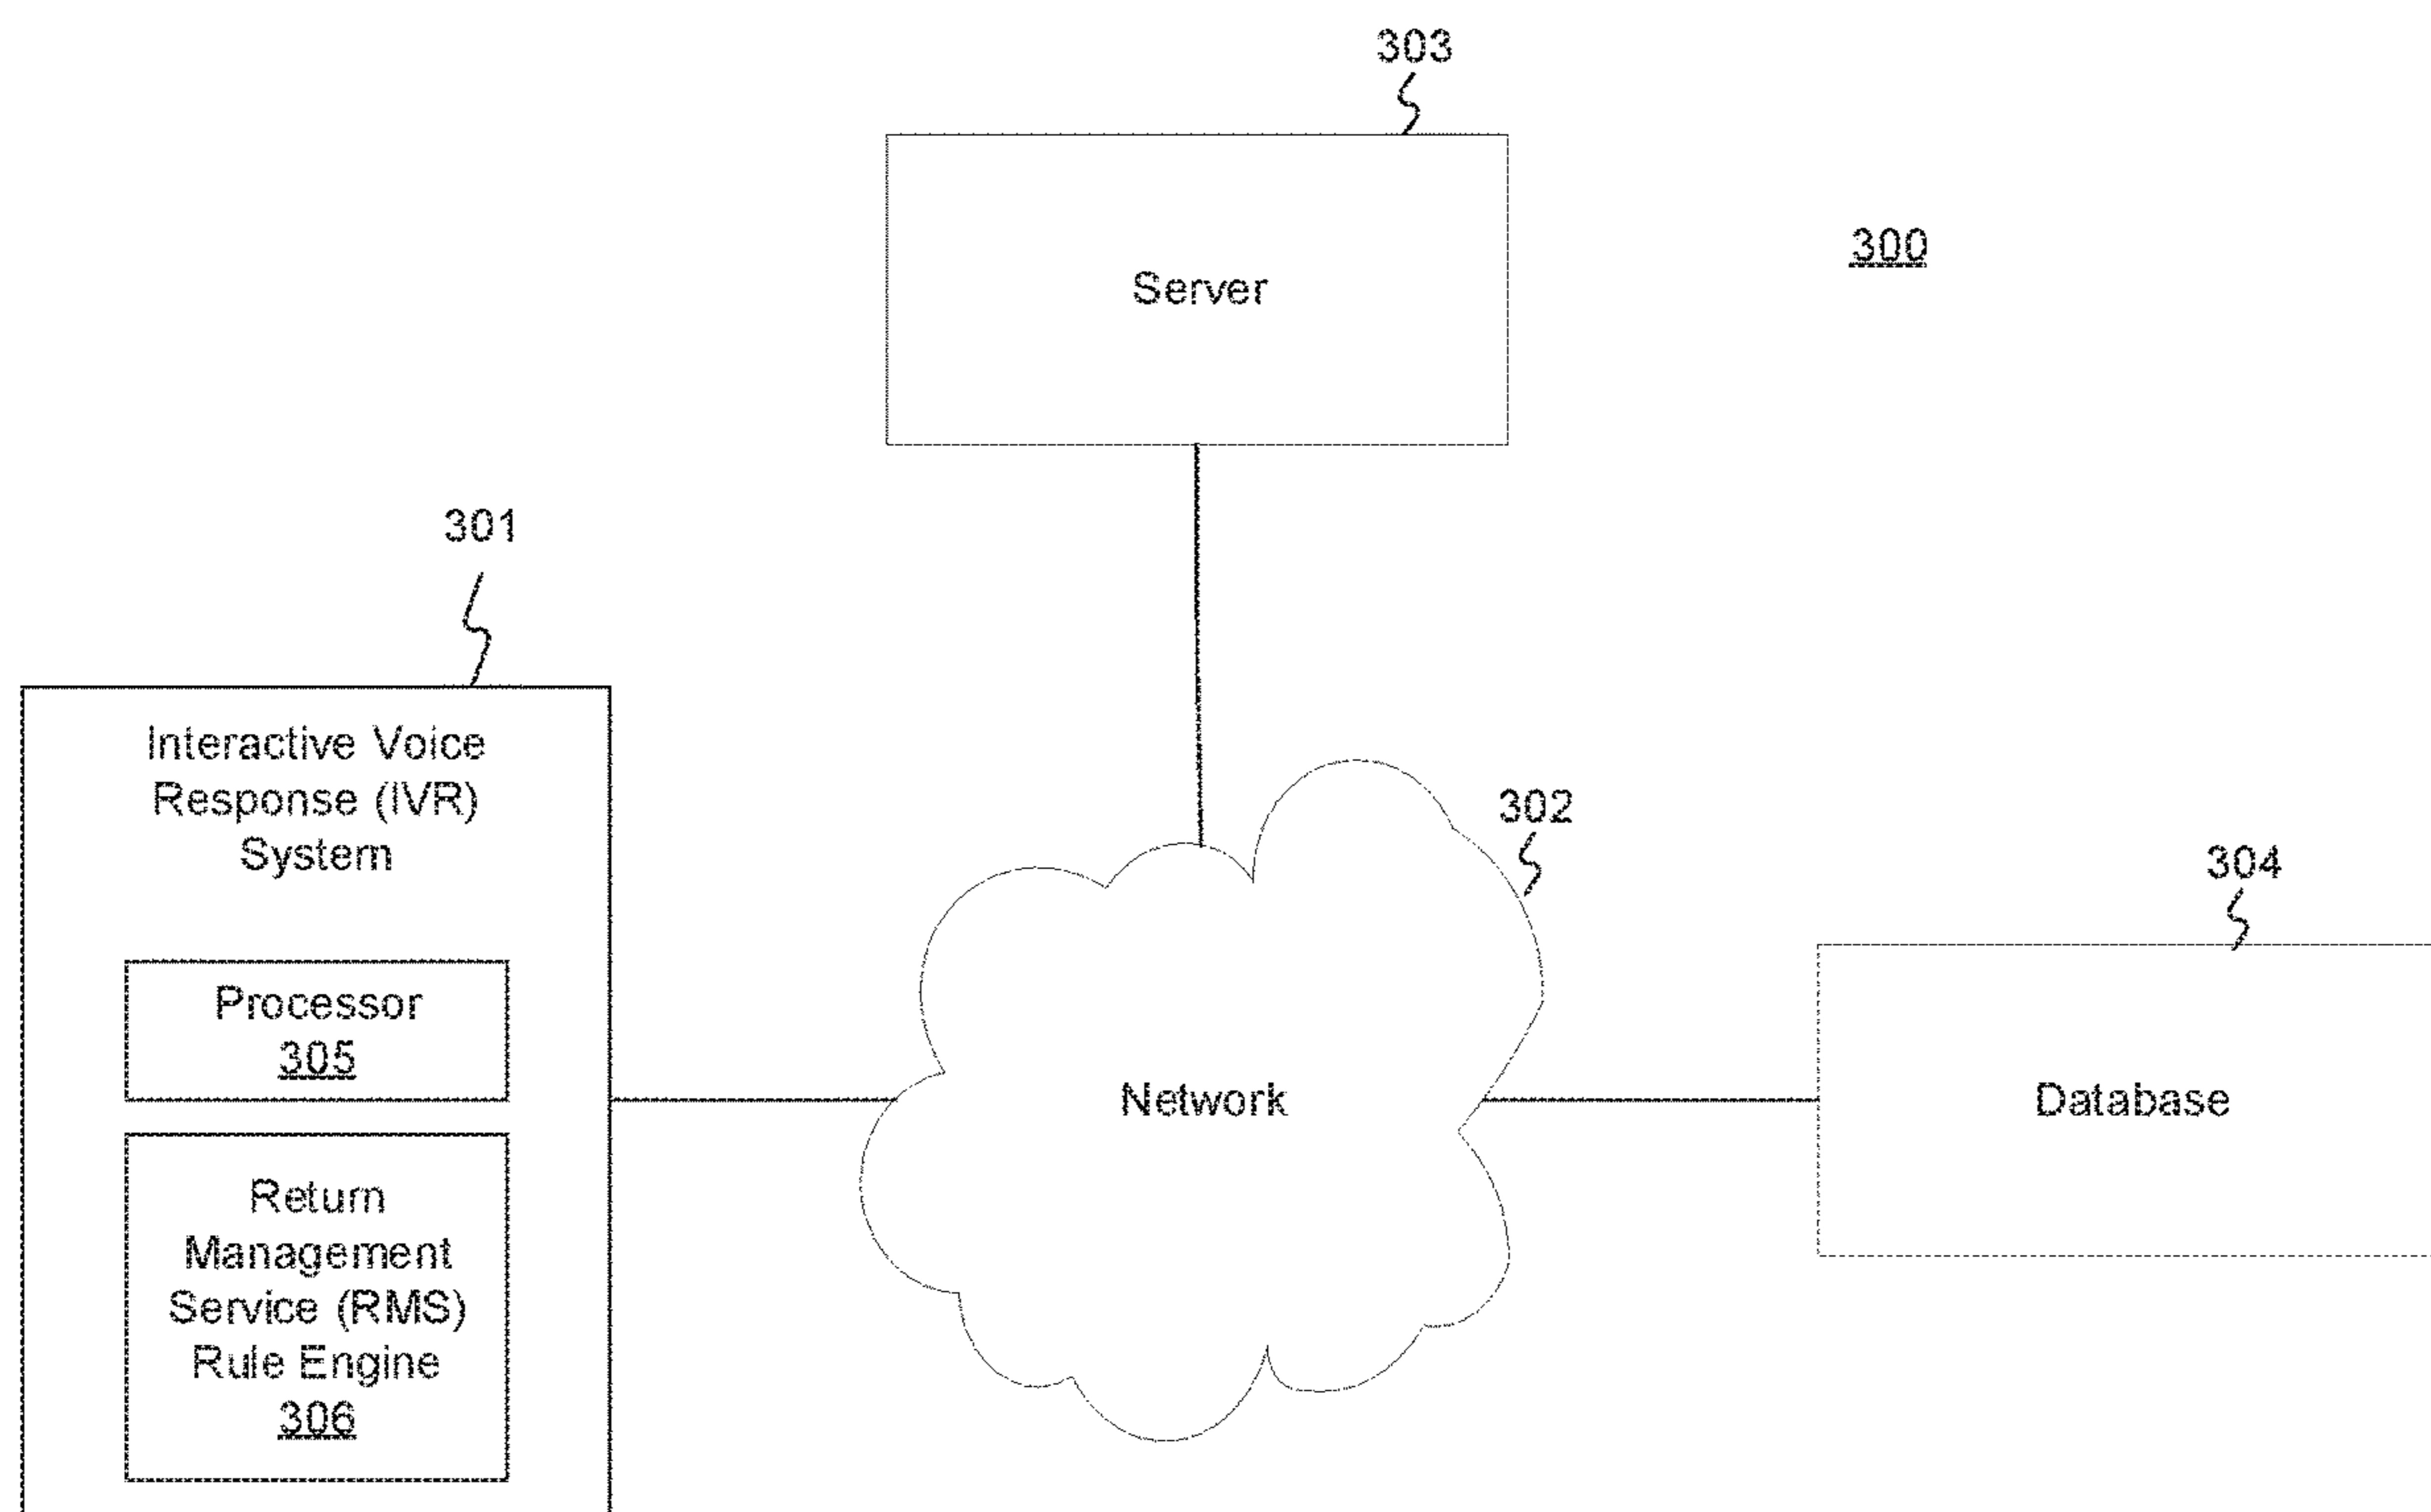 303
Server
300
301
Interactive Voice
Response (IVR)
System
Processor
305
Return
Management
Service (RMS)
Rule Engine
306
302
Network
304
Database